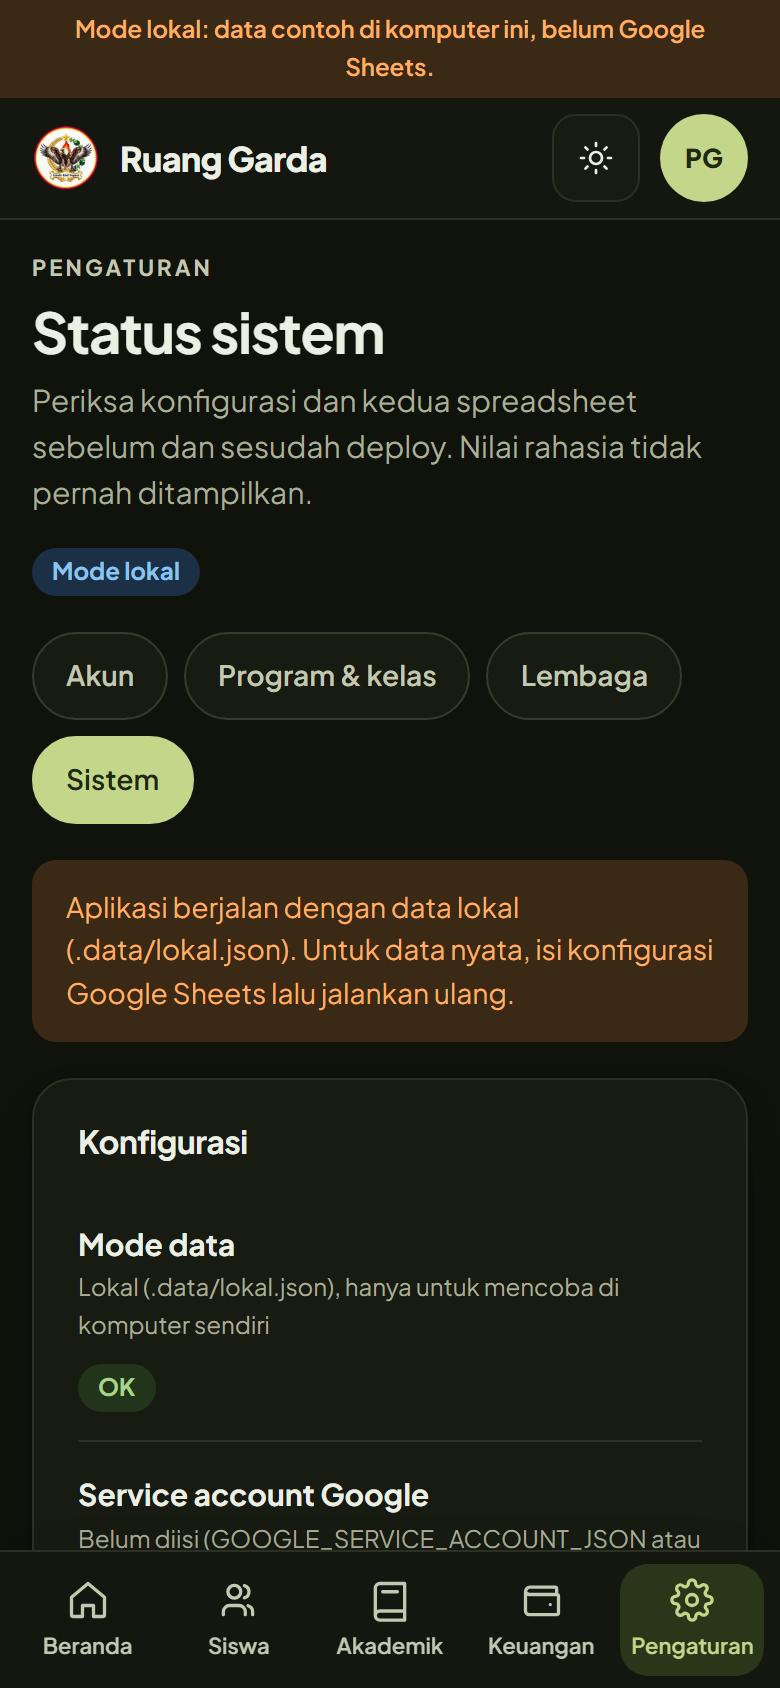 Mode lokal: data contoh di komputer ini, belum Google
Sheets.
Ruang Garda
PG
PENGATURAN
Status sistem
Periksa konfigurasi dan kedua spreadsheet
sebelum dan sesudah deploy. Nilai rahasia tidak
pernah ditampilkan.
Mode lokal
Akun
Program & kelas
Lembaga
Sistem
Aplikasi berjalan dengan data lokal
(.data/lokal.json). Untuk data nyata, isi konfigurasi
Google Sheets lalu jalankan ulang.
Konfigurasi
Mode data
Lokal (.data/lokal.json), hanya untuk mencoba di
komputer sendiri
OK
Service account Google
Belum diisi (GOOGLE_SERVICE_ACCOUNT_JSON atau
Beranda
Siswa
Akademik
Keuangan
Pengaturan